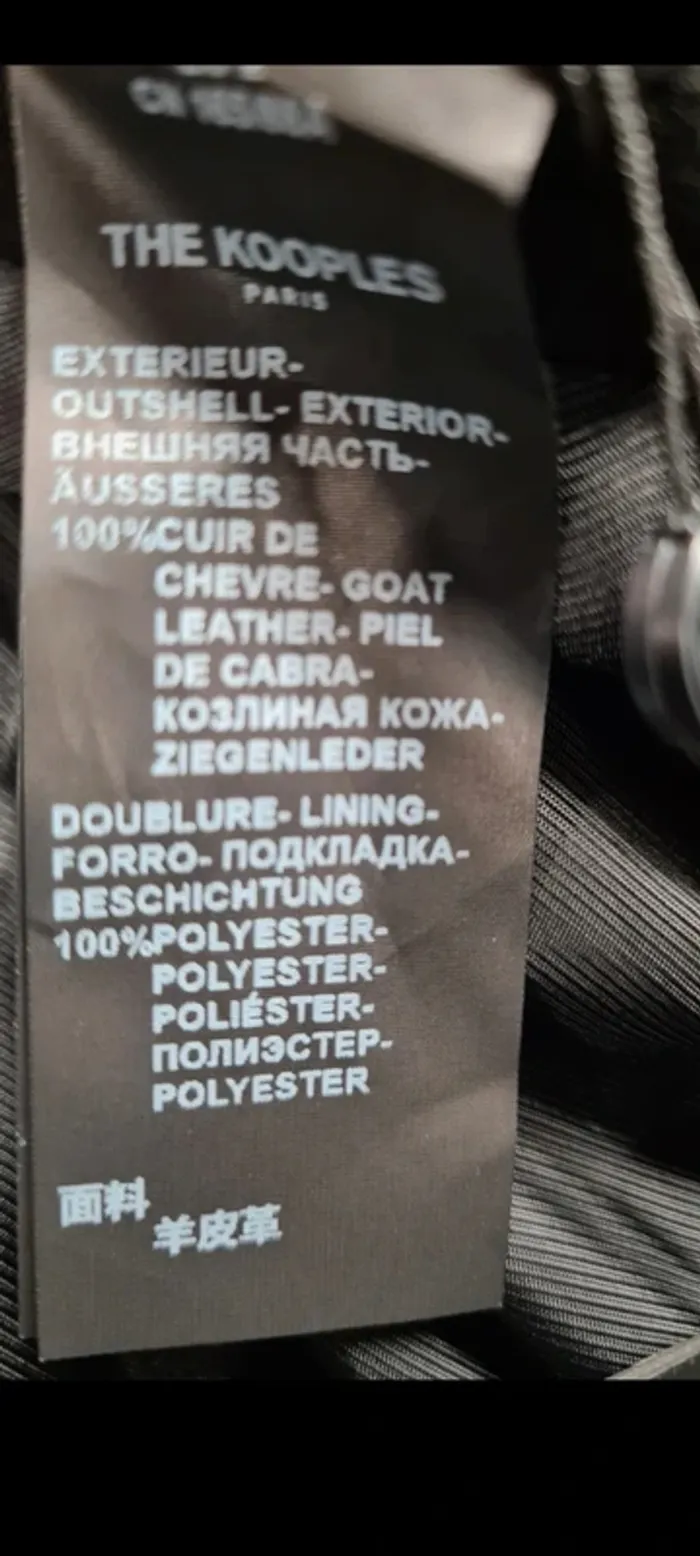 THE KOOPLES
PARIS
EXTERIEUR-
OUTSHELL- EXTERIOR-
ВНЕШНЯЯ ЧАСТЬ-
ÄUSSERES
100%CUIR DE
CHEVRE- GOAT
LEATHER- PIEL
DE CABRA-
КОЗЛИНАЯ КОЖА-
ZIEGENLEDER
DOUBLURE- LINING-
FORRO- ПОДКЛАДКА-
BESCHICHTUNG
100%POLYESTER-
POLYESTER-
POLIÉSTER-
ПОЛИЭСТЕР-
POLYESTER
面料
羊皮革